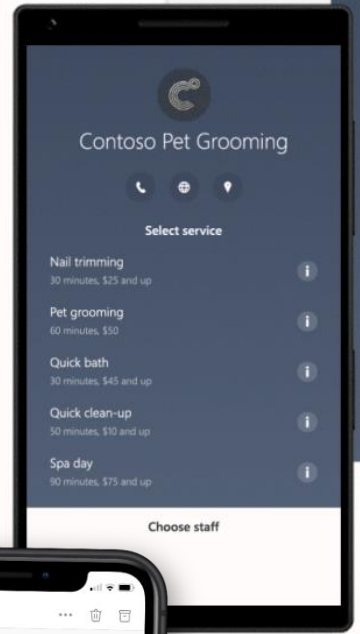 Contoso Pet Grooming
Select service
Nail trimming
30 minutes, $25 and up
Pet grooming
60 minutes, $50
Quick bath
30 minutes, $45 and up
Quick clean-up
50 minutes, $10 and up
Spa day
90 minutes, $75 and up
Choose staff